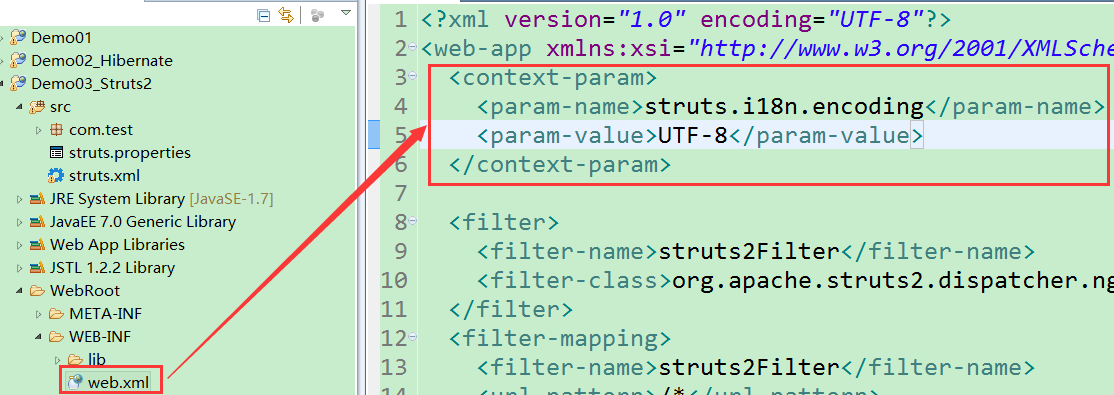 Demo01
Demo02_Hibernate
Demo03_Struts2
src
com.test
struts.properties
struts.xml
JRE System Library [JavaSE-1.7]
JavaEE 7.0 Generic Library
Web App Libraries
JSTL 1.2.2 Library
WebRoot
META-INF
WEB-INF
lib
web.xml
1 <?xml version="1.0" encoding="UTF-8"?>
2 <web-app xmlns:xsi="http://www.w3.org/2001/XMLSche
3 <context-param>
4 <param-name>struts.i18n.encoding</param-name>
5 <param-value>UTF-8</param-value>
6 </context-param>
7
8 <filter>
9 <filter-name>struts2Filter</filter-name>
10 <filter-class>org.apache.struts2.dispatcher.ng
11 </filter>
12 <filter-mapping>
13 <filter-name>struts2Filter</filter-name>
14 <url-pattern>/*</url-pattern>